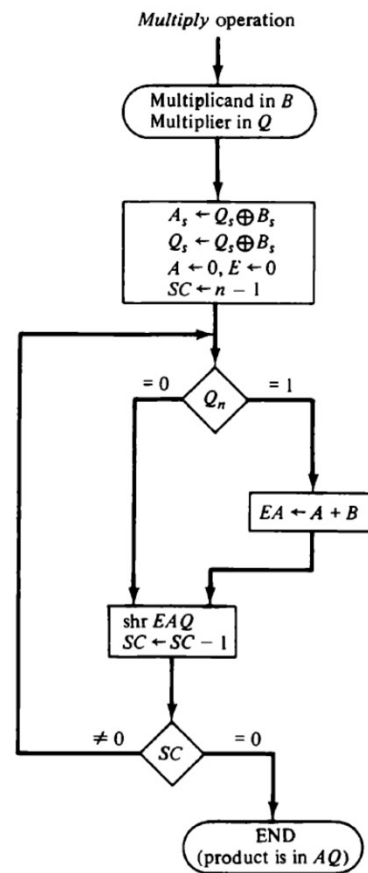 Multiply operation
Multiplicand in B
Multiplier in Q
A_s ← Q_s ⊕ B_s
Q_s ← Q_s ⊕ B_s
A ← 0, E ← 0
SC ← n − 1
= 0
Q_n
= 1
EA ← A + B
shr EAQ
SC ← SC − 1
≠ 0
SC
= 0
END
(product is in AQ)